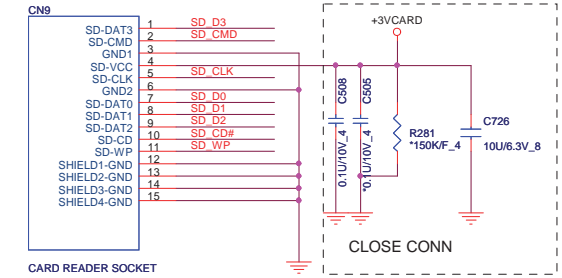 CN9
SD-DAT3 1 SD_D3
SD-CMD 2 SD_CMD
GND1 3
SD-VCC 4
SD-CLK 5 SD_CLK
GND2 6
SD-DAT0 7 SD_D0
SD-DAT1 8 SD_D1
SD-DAT2 9 SD_D2
SD-CD 10 SD_CD#
SD-WP 11 SD_WP
SHIELD1-GND 12
SHIELD2-GND 13
SHIELD3-GND 14
SHIELD4-GND 15
CARD READER SOCKET
+3VCARD
C508
0.1U/10V_4
C505
*0.1U/10V_4
R281
*150K/F_4
C726
10U/6.3V_8
CLOSE CONN